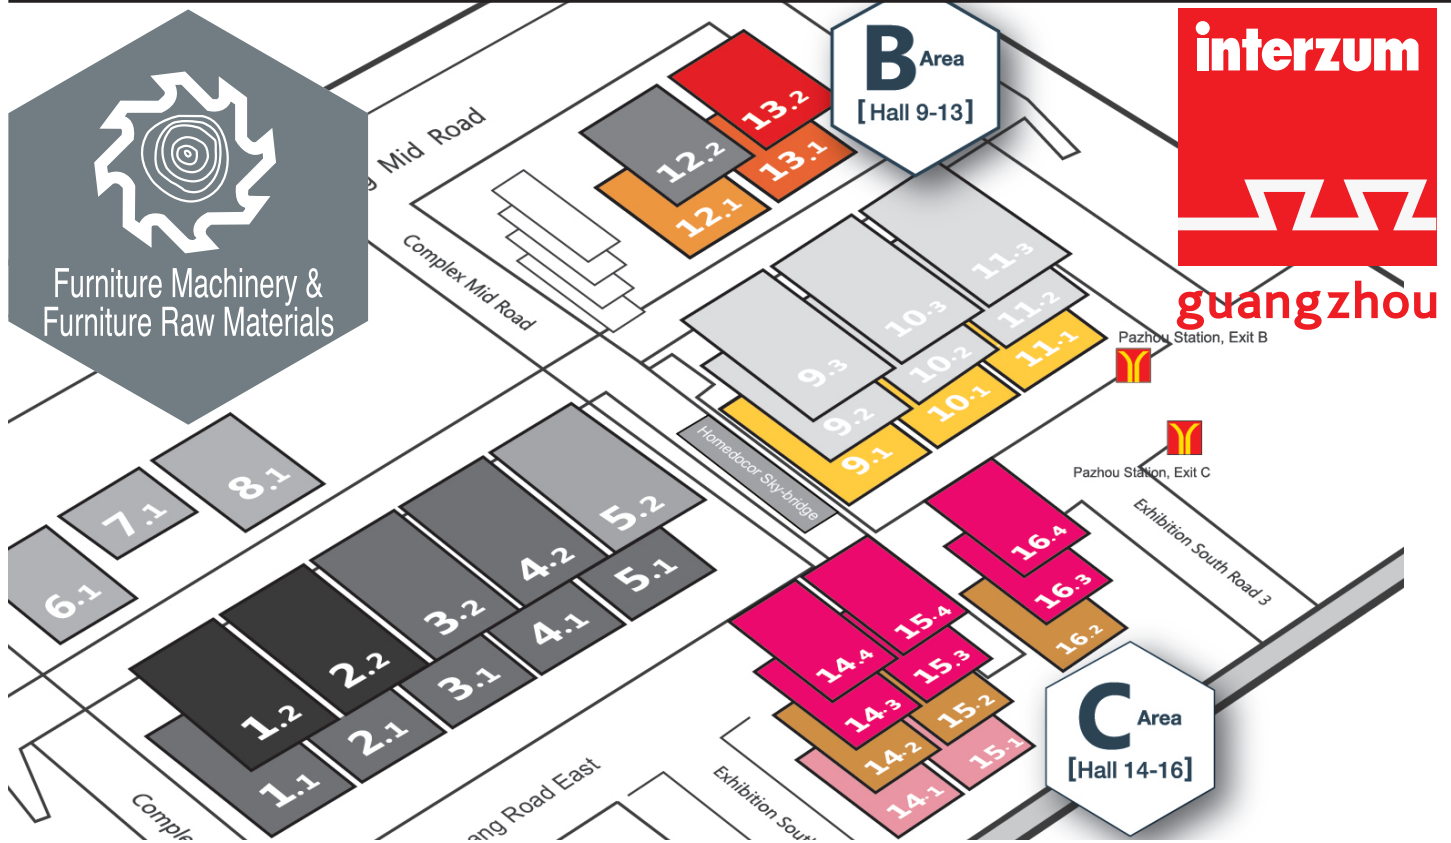 interzum
guangzhou
Furniture Machinery &
Furniture Raw Materials
B Area
[Hall 9-13]
Mid Road
Complex Mid Road
13.2
13.1
12.2
12.1
11.3
11.2
11.1
10.3
10.2
10.1
9.3
9.2
9.1
Pazhou Station, Exit B
Pazhou Station, Exit C
Homedocor Sky-bridge
Exhibition South Road 3
8.1
7.1
6.1
5.2
5.1
4.2
4.1
3.2
3.1
2.2
2.1
1.2
1.1
16.4
16.3
16.2
15.4
15.3
15.2
15.1
14.4
14.3
14.2
14.1
C Area
[Hall 14-16]
Road East
Exhibition